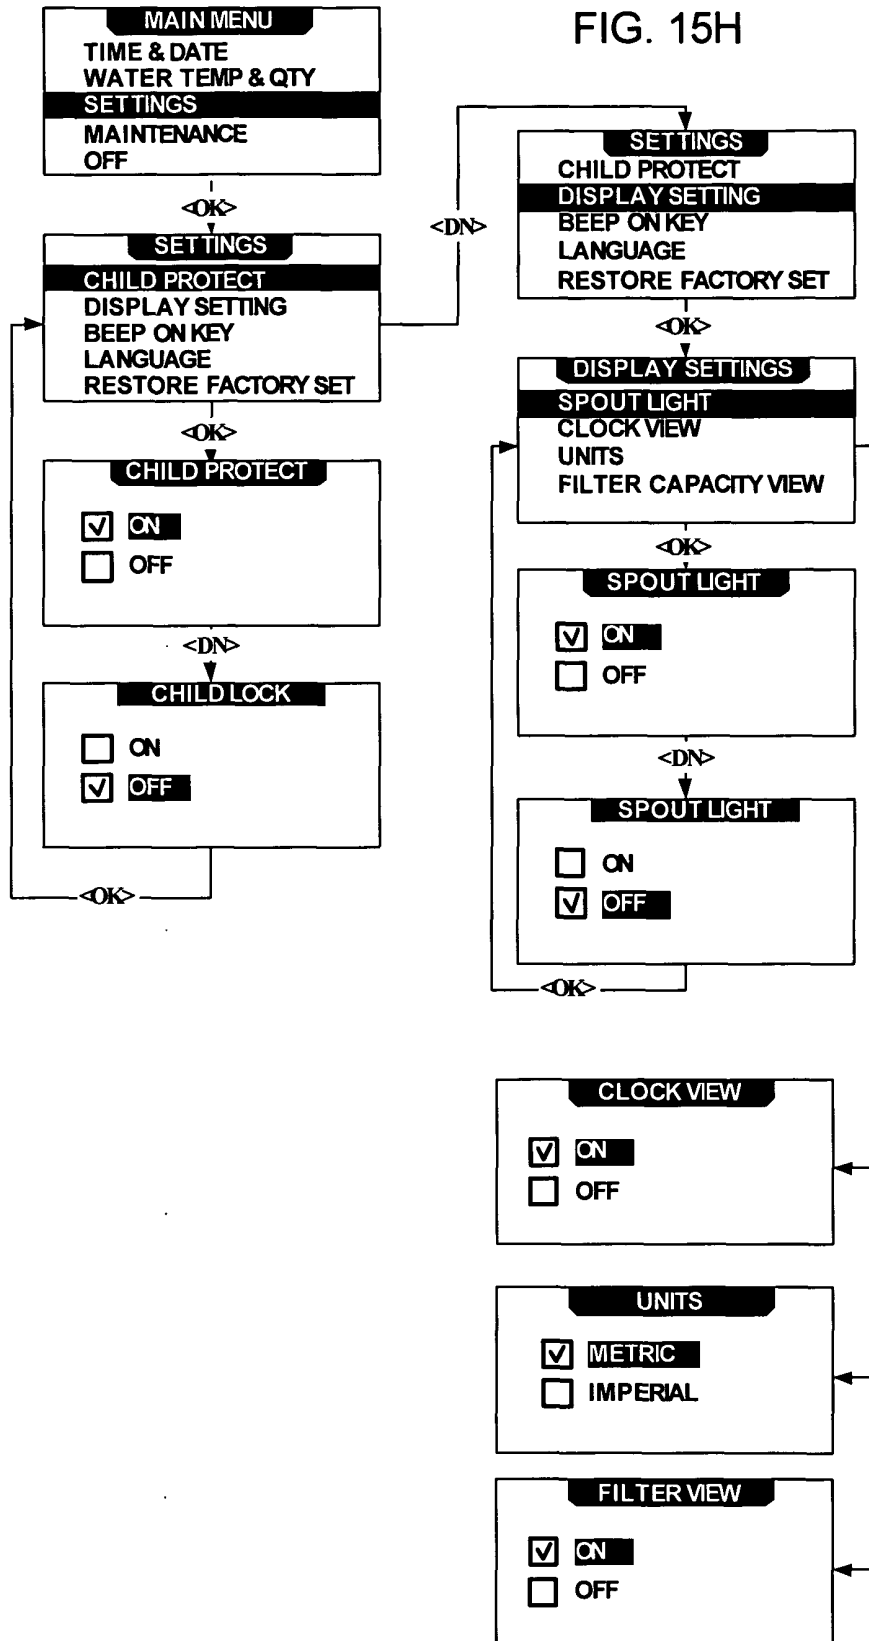 FIG. 15H
MAIN MENU
TIME & DATE
WATER TEMP & QTY
SETTINGS
MAINTENANCE
OFF
<OK>
SETTINGS
CHILD PROTECT
DISPLAY SETTING
BEEP ON KEY
LANGUAGE
RESTORE FACTORY SET
<OK>
CHILD PROTECT
ON
OFF
<DN>
CHILD LOCK
ON
OFF
<OK>
<DN>
SETTINGS
CHILD PROTECT
DISPLAY SETTING
BEEP ON KEY
LANGUAGE
RESTORE FACTORY SET
<OK>
DISPLAY SETTINGS
SPOUT LIGHT
CLOCK VIEW
UNITS
FILTER CAPACITY VIEW
<OK>
SPOUT LIGHT
ON
OFF
<DN>
SPOUT LIGHT
ON
OFF
<OK>
CLOCK VIEW
ON
OFF
UNITS
METRIC
IMPERIAL
FILTER VIEW
ON
OFF